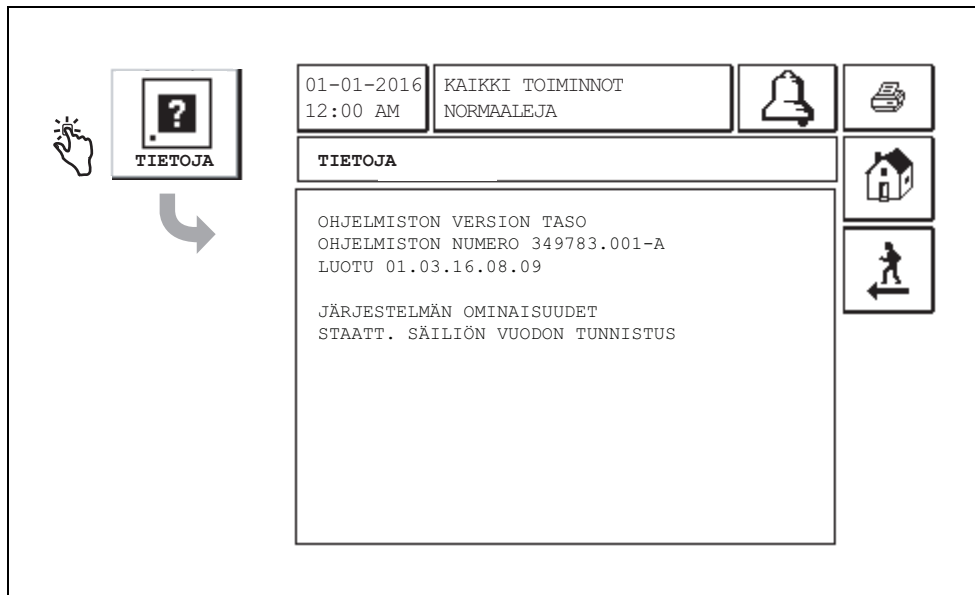 TIETOJA
01-01-2016
12:00 AM
KAIKKI TOIMINNOT
NORMAALEJA
TIETOJA
OHJELMISTON VERSION TASO
OHJELMISTON NUMERO 349783.001-A
LUOTU 01.03.16.08.09
JÄRJESTELMÄN OMINAISUUDET
STAATT. SÄILIÖN VUODON TUNNISTUS